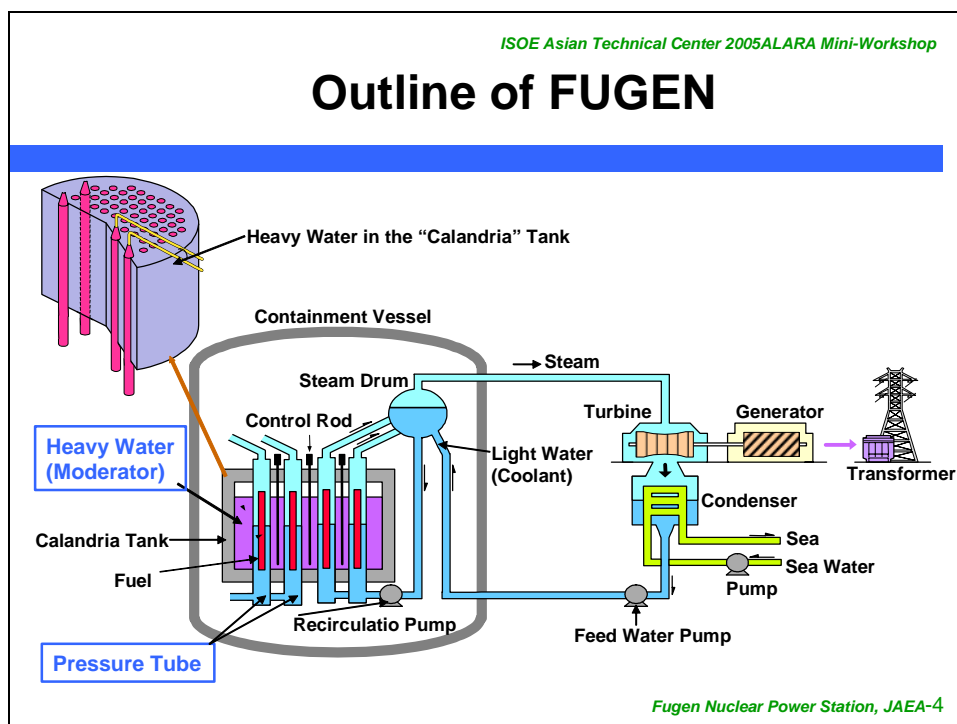 ISOE Asian Technical Center 2005ALARA Mini-Workshop
Outline of FUGEN
Heavy Water in the “Calandria” Tank
Containment Vessel
Steam
Steam Drum
Turbine
Generator
Control Rod
Heavy Water
(Moderator)
Light Water
(Coolant)
Transformer
Condenser
Calandria Tank
Sea
Sea Water
Fuel
Pump
Recirculatio Pump
Feed Water Pump
Pressure Tube
Fugen Nuclear Power Station, JAEA-4